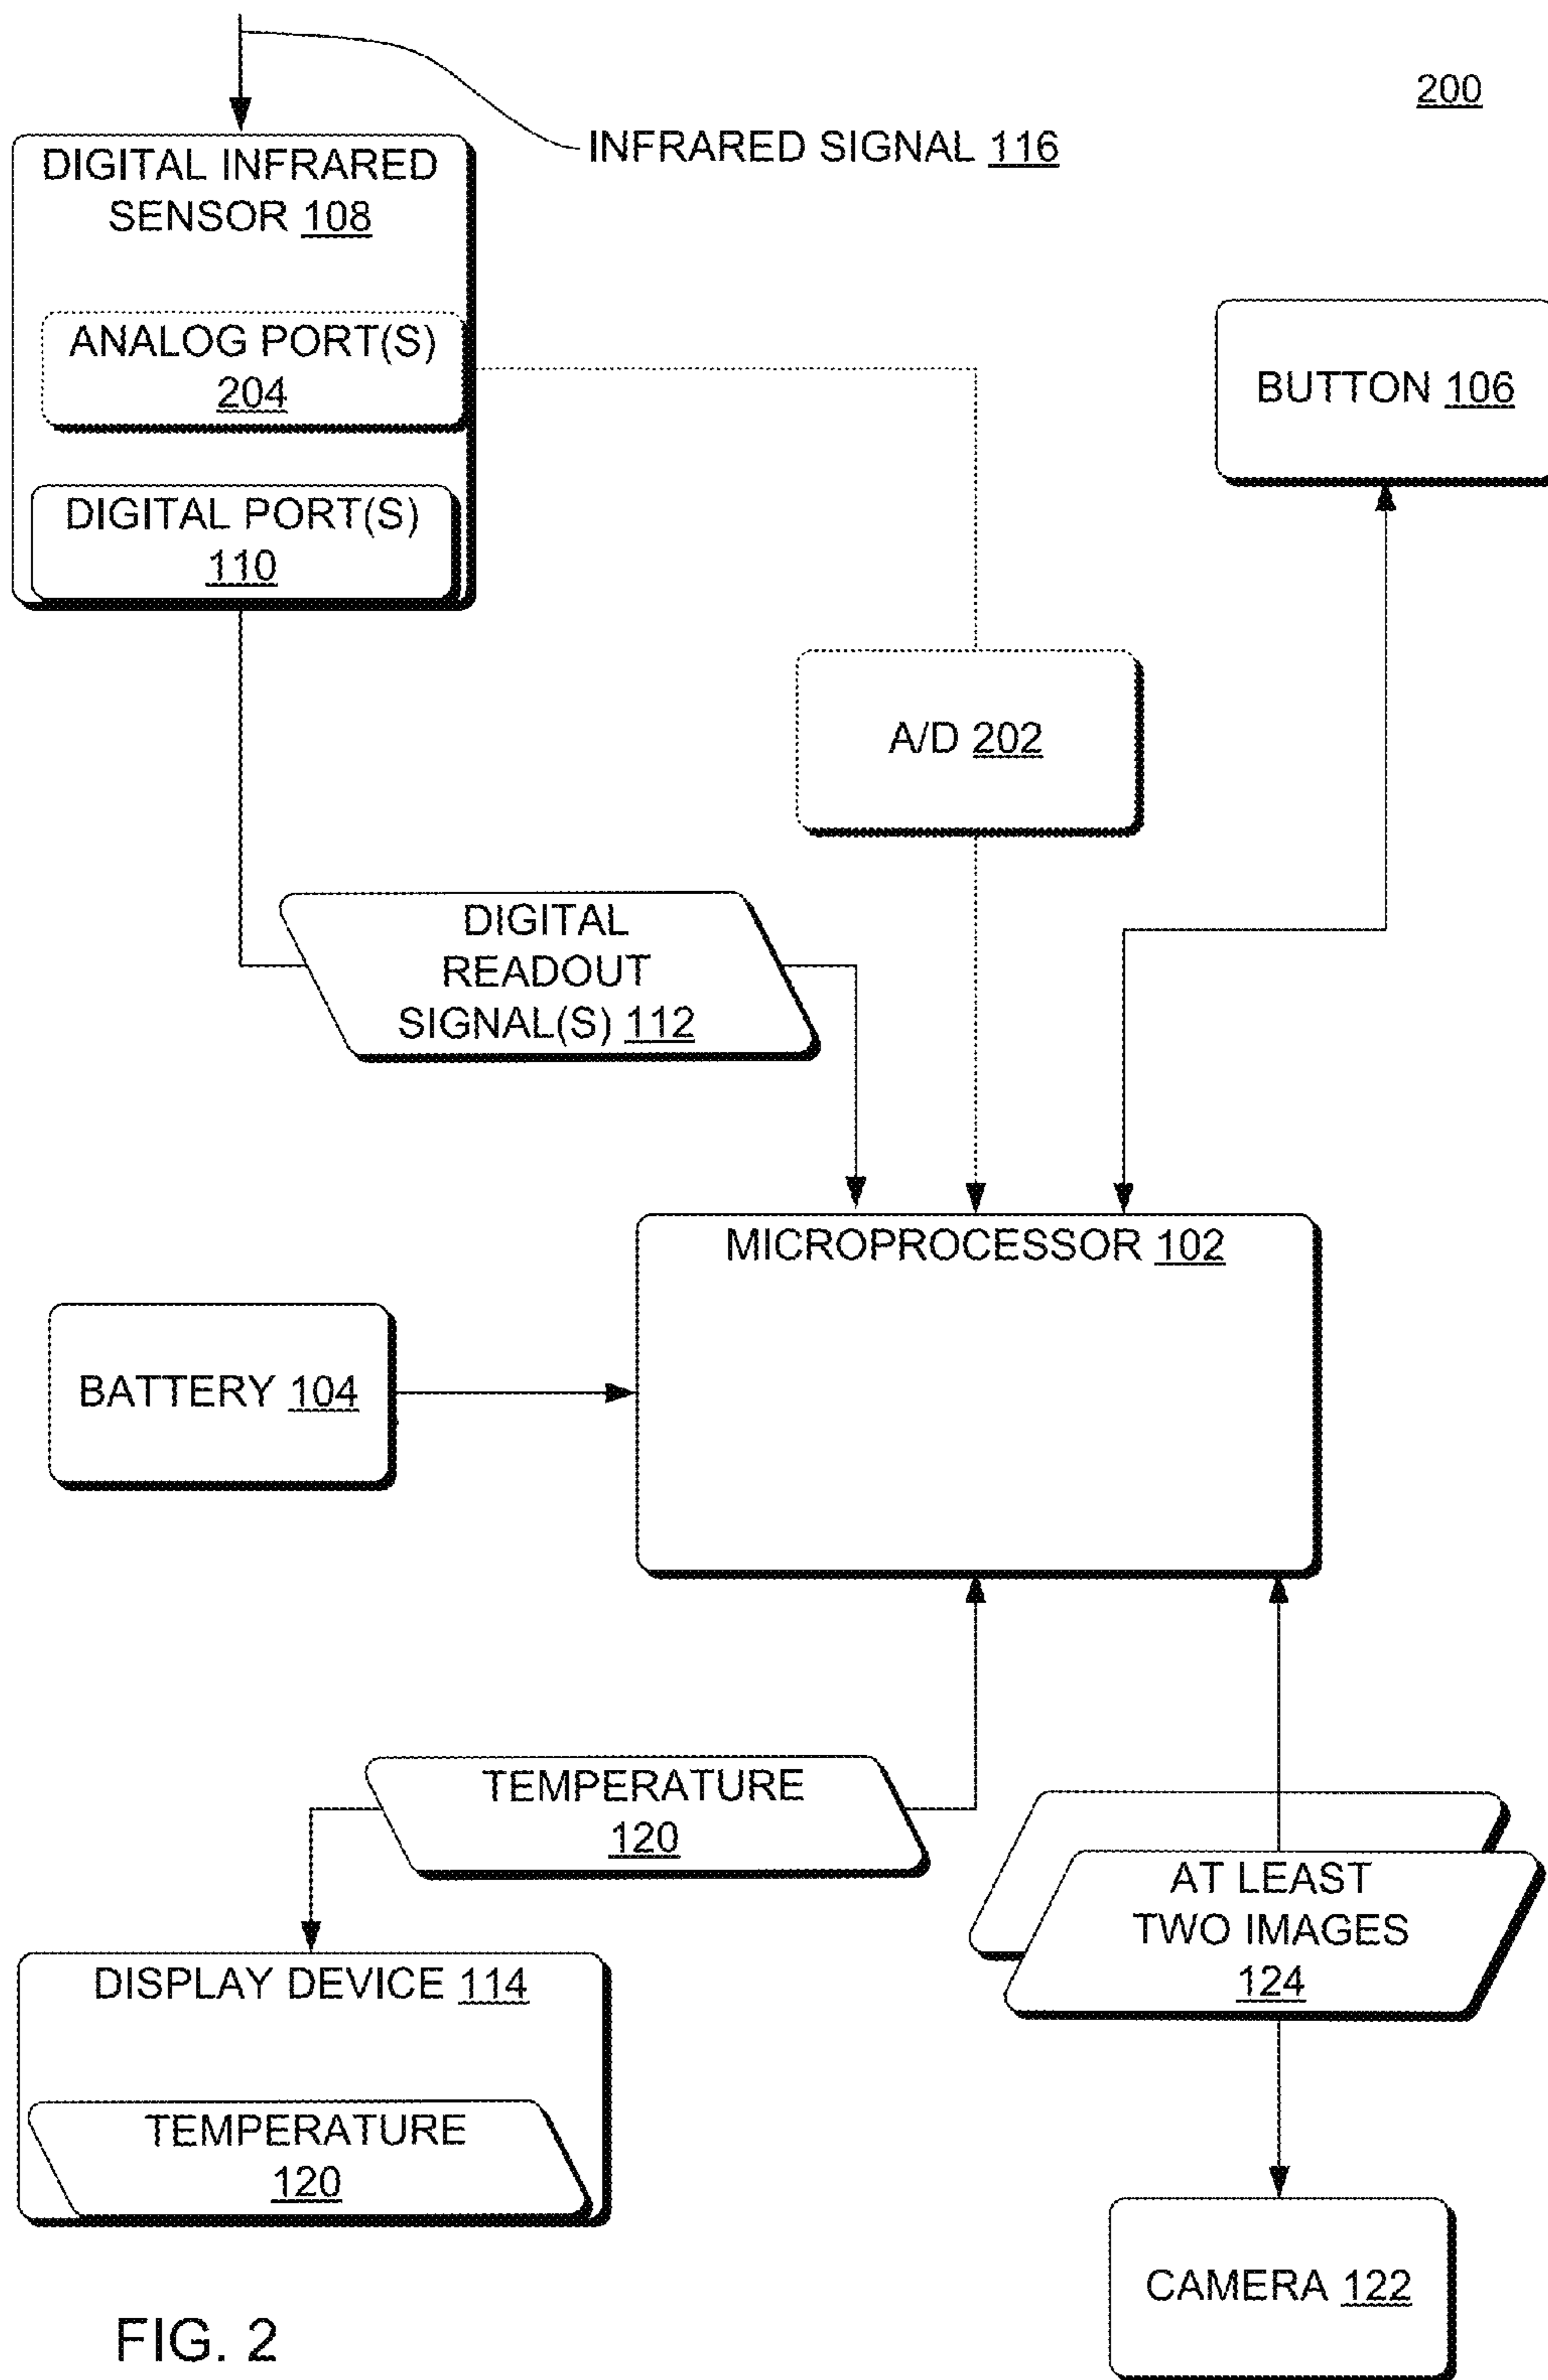 200
INFRARED SIGNAL 116
DIGITAL INFRARED
SENSOR 108
ANALOG PORT(S)
204
DIGITAL PORT(S)
110
BUTTON 106
A/D 202
DIGITAL
READOUT
SIGNAL(S) 112
MICROPROCESSOR 102
BATTERY 104
TEMPERATURE
120
AT LEAST
TWO IMAGES
124
DISPLAY DEVICE 114
TEMPERATURE
120
CAMERA 122
FIG. 2